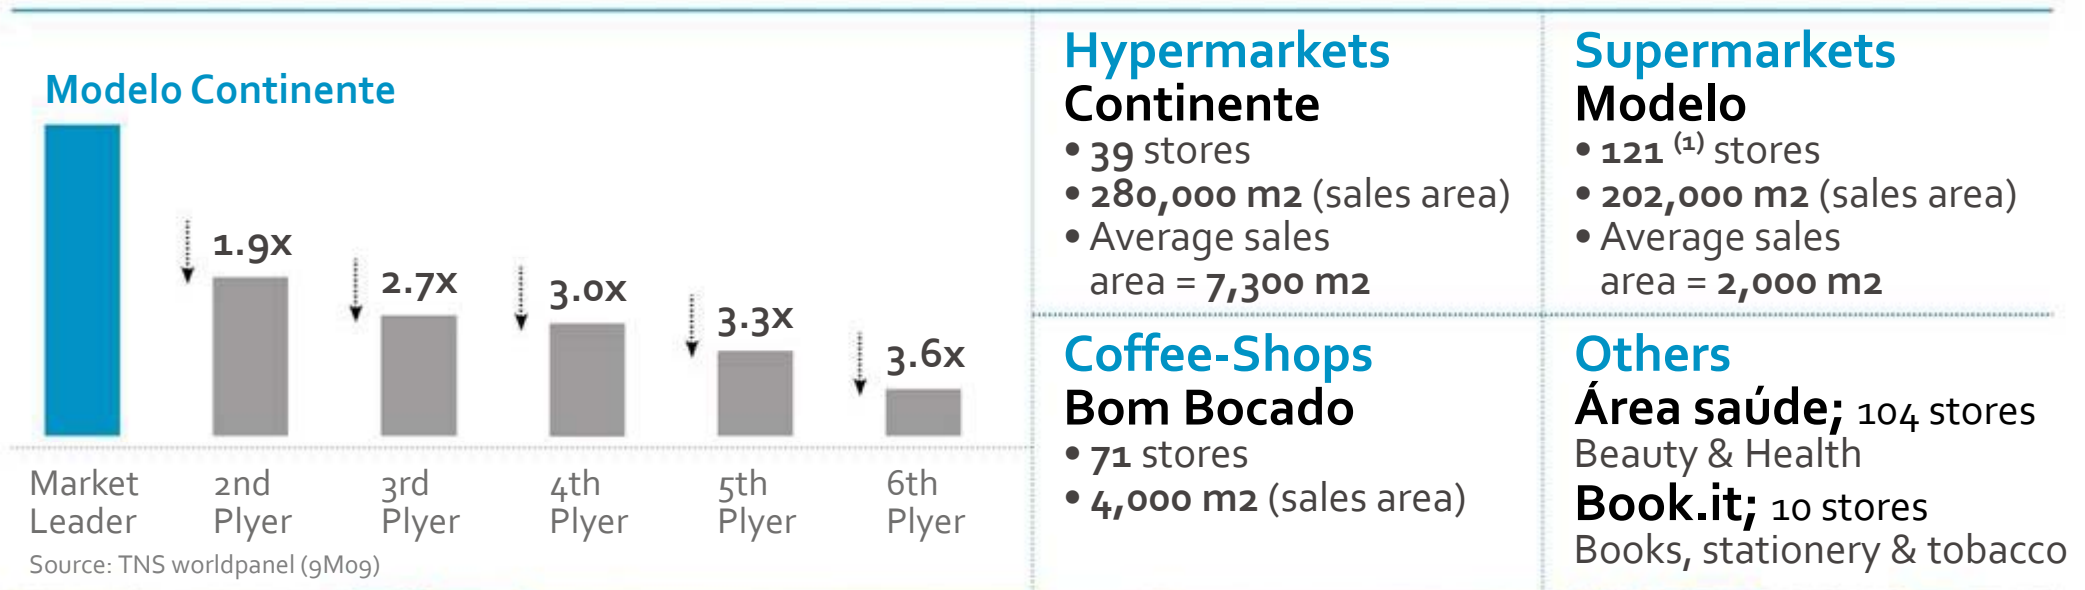 Modelo Continente
1.9x
2.7x
3.0x
3.3x
3.6x
Market Leader
2nd Plyer
3rd Plyer
4th Plyer
5th Plyer
6th Plyer
Source: TNS worldpanel (9M09)
Hypermarkets
Continente
• 39 stores
• 280,000 m2 (sales area)
• Average sales
area = 7,300 m2
Supermarkets
Modelo
• 121 (1) stores
• 202,000 m2 (sales area)
• Average sales
area = 2,000 m2
Coffee-Shops
Bom Bocado
• 71 stores
• 4,000 m2 (sales area)
Others
Área saúde; 104 stores
Beauty & Health
Book.it; 10 stores
Books, stationery & tobacco